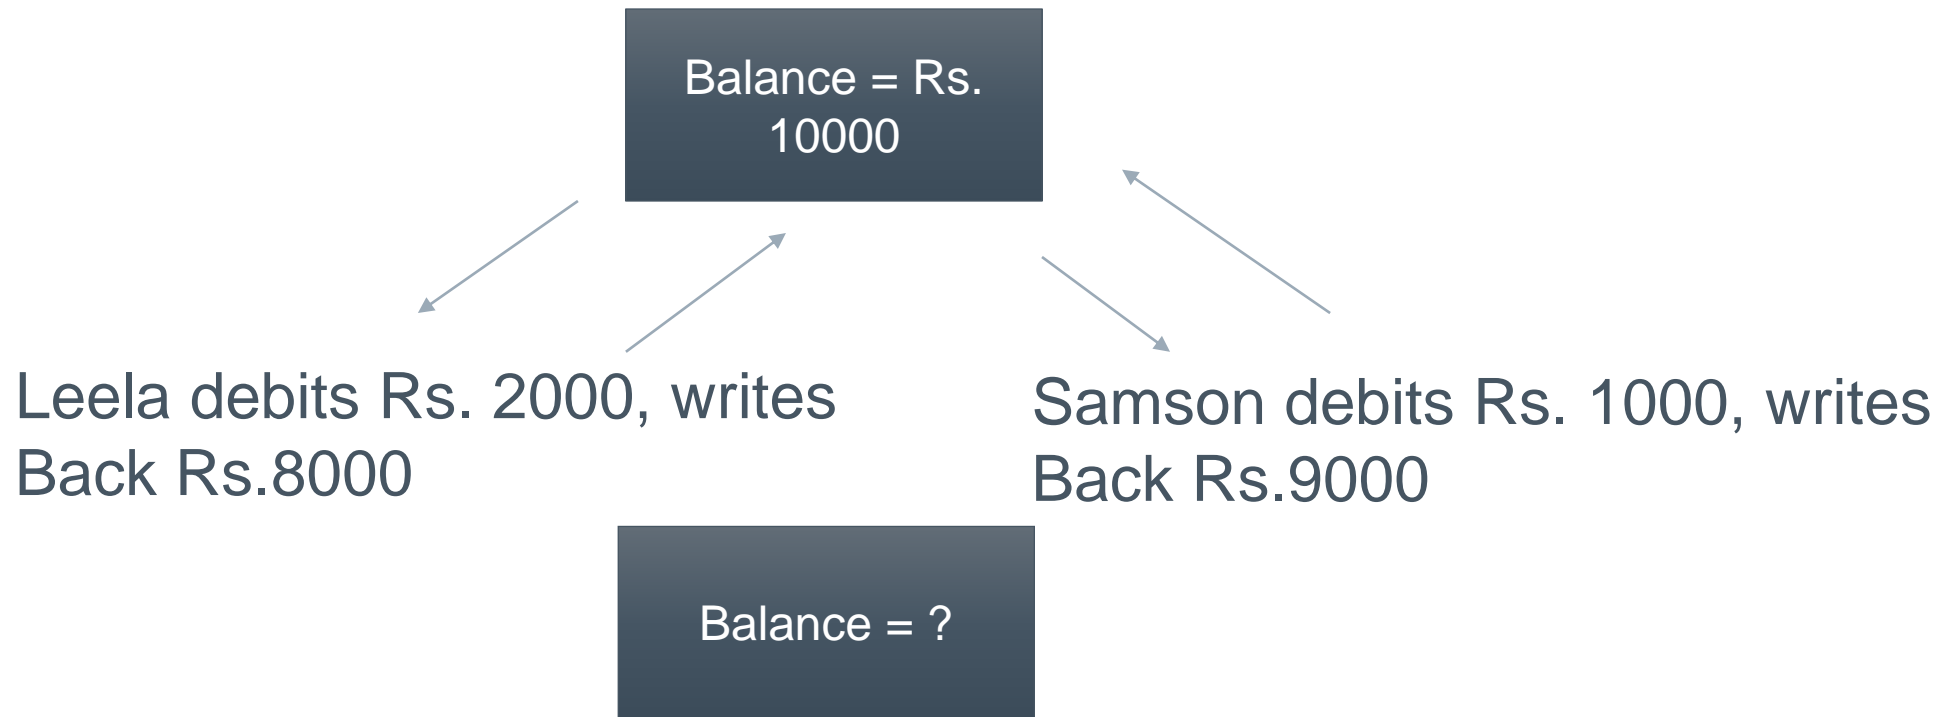 Balance = Rs.
10000
Leela debits Rs. 2000, writes
Back Rs.8000
Samson debits Rs. 1000, writes
Back Rs.9000
Balance = ?